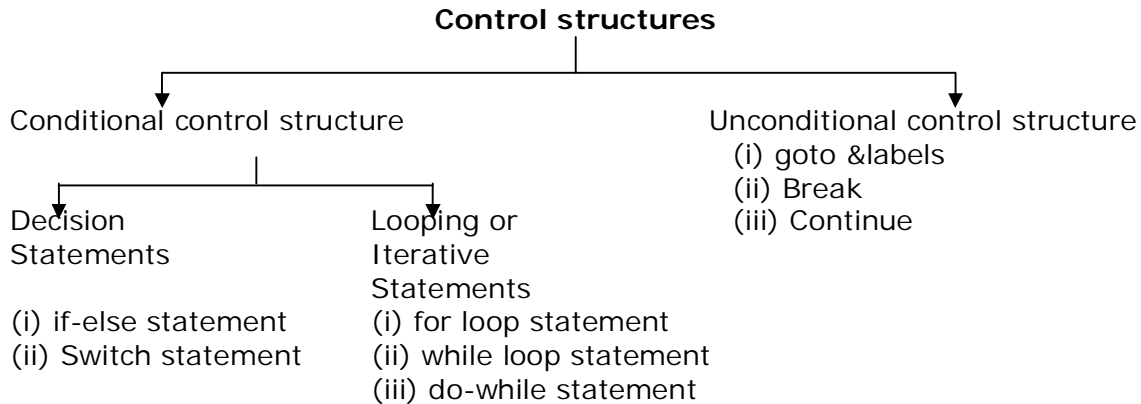 Control structures
Conditional control structure
Decision
Statements
(i) if-else statement
(ii) Switch statement
Looping or
Iterative
Statements
(i) for loop statement
(ii) while loop statement
(iii) do-while statement
Unconditional control structure
(i) goto &labels
(ii) Break
(iii) Continue